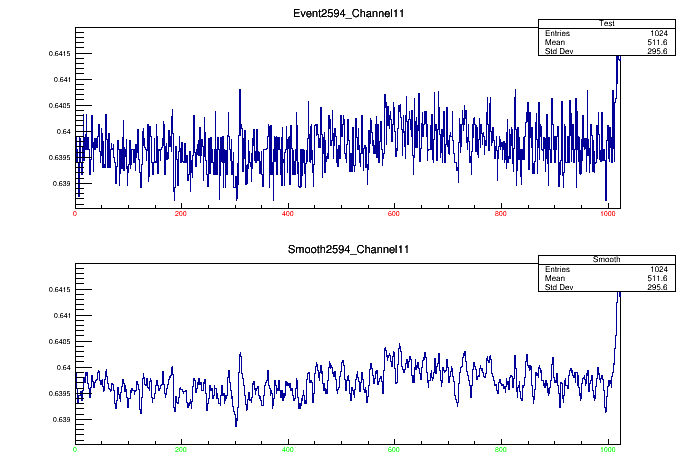 Event2594_Channel11
Test
Entries 1024
Mean 511.6
Std Dev 295.6
0.6415
0.641
0.6405
0.64
0.6395
0.639
0 200 400 600 800 1000
Smooth2594_Channel11
Smooth
Entries 1024
Mean 511.6
Std Dev 295.6
0.6415
0.641
0.6405
0.64
0.6395
0.639
0 200 400 600 800 1000